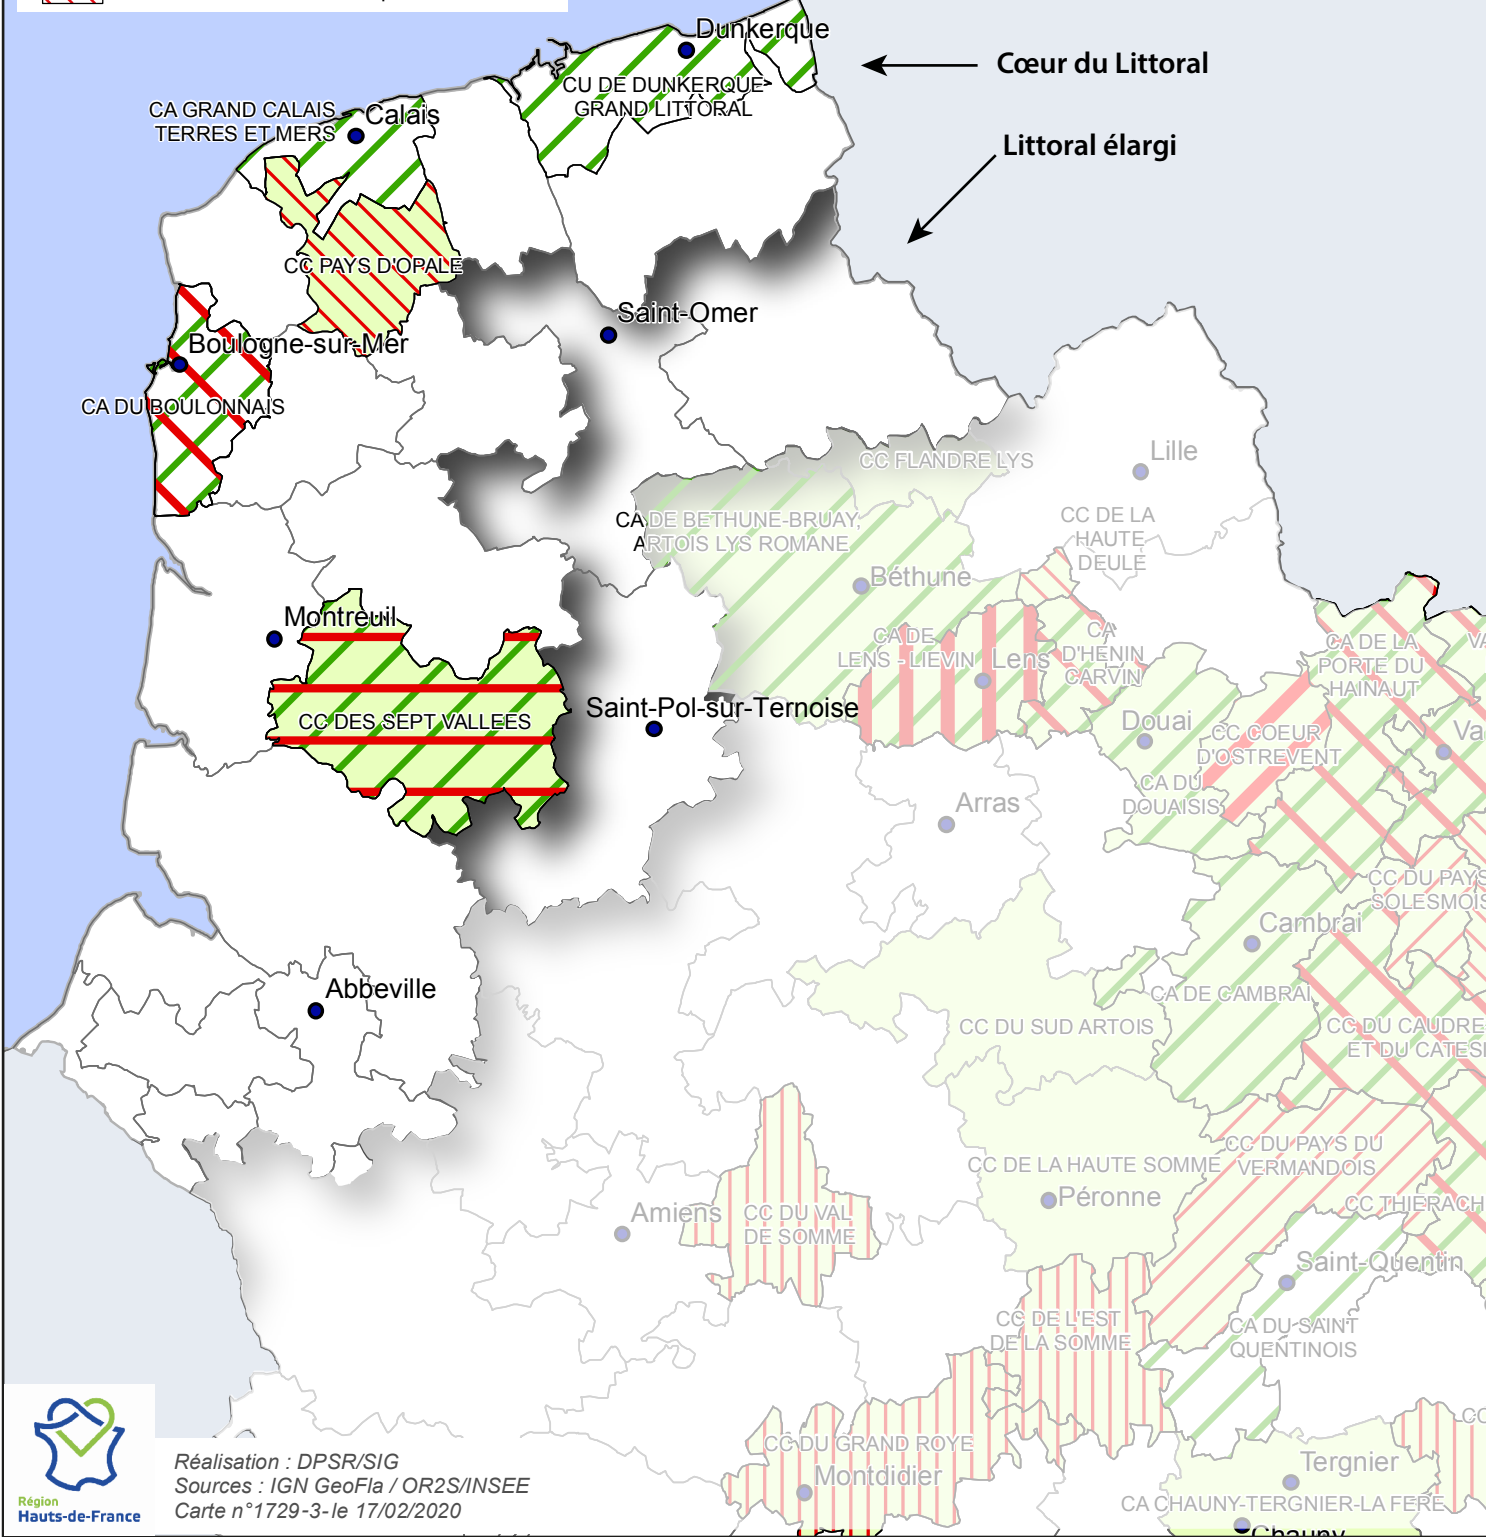 Dunkerque
Cœur du Littoral
CU DE DUNKERQUE
GRAND LITTORAL
CA GRAND CALAIS
TERRES ET MERS
Calais
Littoral élargi
CC PAYS D'OPALE
Saint-Omer
Boulogne-sur-Mer
CA DU BOULONNAIS
CC FLANDRE LYS
Lille
CA DE BETHUNE-BRUAY,
ARTOIS LYS ROMANE
CC DE LA
HAUTE
DEULE
Béthune
Montreuil
CA DE
LENS - LIEVIN
Lens
CA
D'HENIN
CARVIN
CA DE LA
PORTE DU
HAINAUT
VA
CC DES SEPT VALLEES
Saint-Pol-sur-Ternoise
Douai
CC COEUR
D'OSTREVENT
Va
CA DU
DOUAISIS
Arras
CC DU PAYS
SOLESMOIS
Cambrai
Abbeville
CA DE CAMBRAI
CC DU SUD ARTOIS
CC DU CAUDRE
ET DU CATESI
CC DU PAYS DU
VERMANDOIS
CC DE LA HAUTE SOMME
Péronne
CC THIERACH
Amiens
CC DU VAL
DE SOMME
Saint-Quentin
CC DE L'EST
DE LA SOMME
CA DU SAINT
QUENTINOIS
CC
CC DU GRAND ROYE
Montdidier
Tergnier
CA CHAUNY-TERGNIER-LA FERE
Chauny
Réalisation : DPSR/SIG
Sources : IGN GeoFla / OR2S/INSEE
Carte n°1729-3-le 17/02/2020
Région
Hauts-de-France